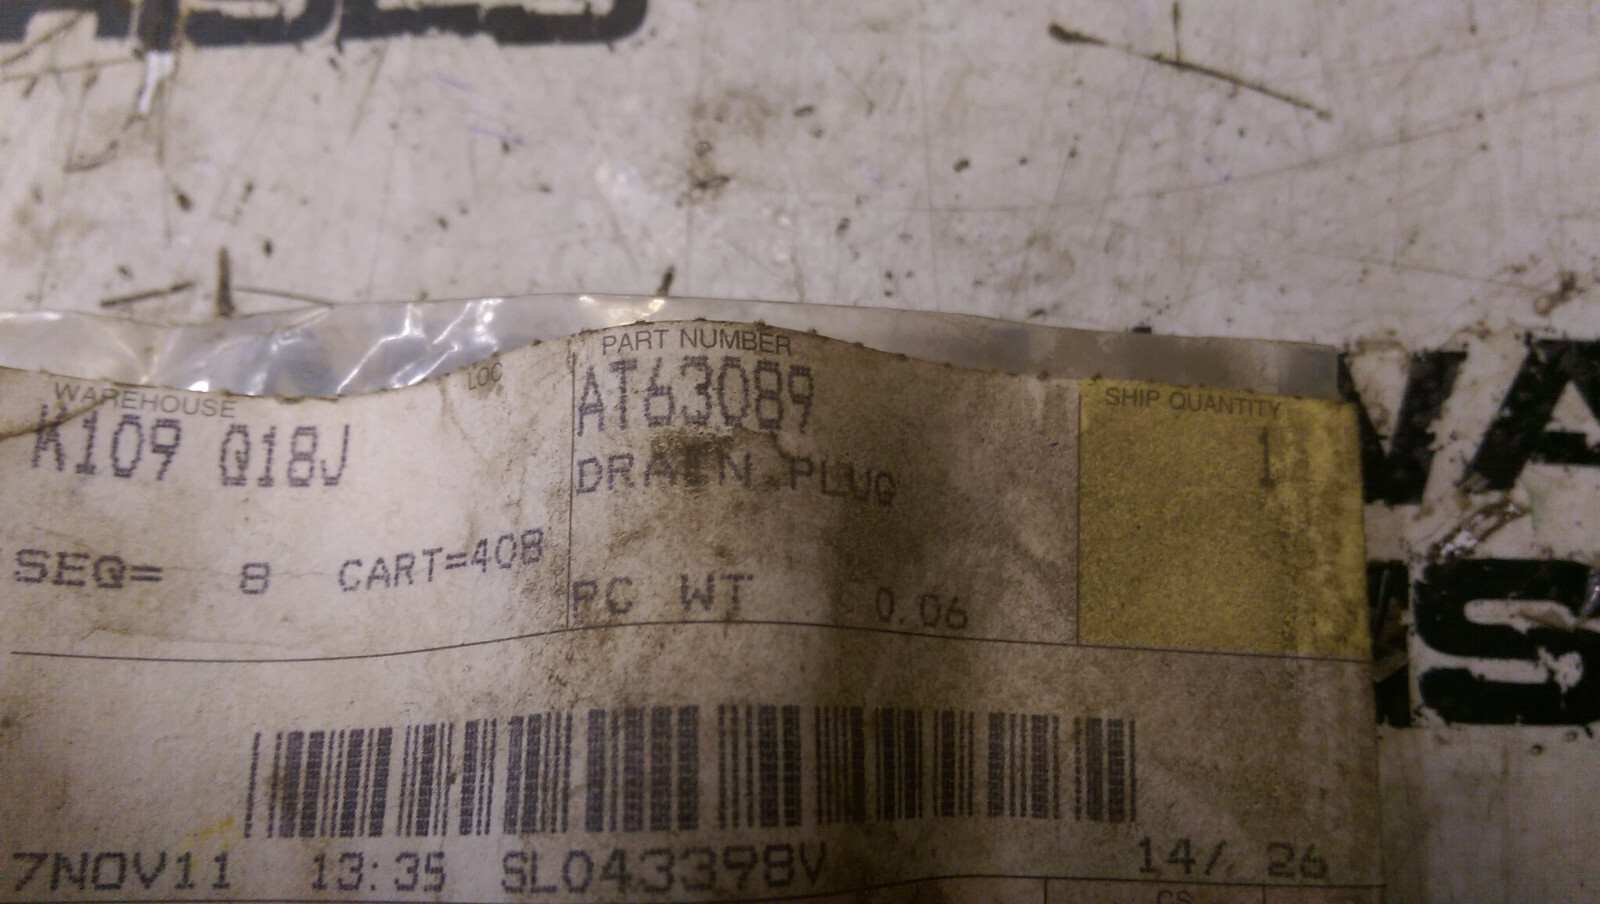 WAREHOUSE LOC
K109 Q18J
SEQ= 8 CART=408
PART NUMBER
AT63089
DRAIN PLUG
PC WT 0.06
SHIP QUANTITY
1
7NOV11 13:35 SL043398V 14/ 26
CS